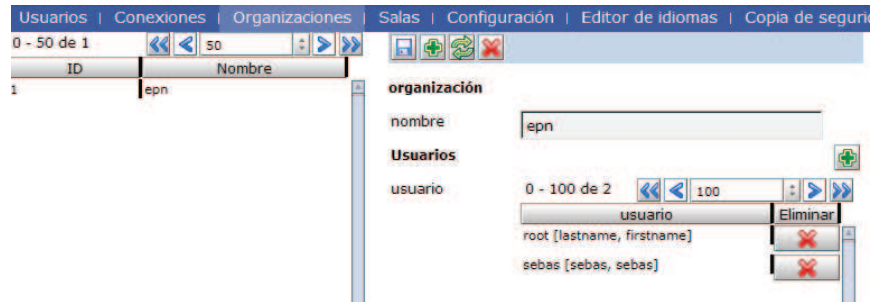 Usuarios | Conexiones | Organizaciones | Salas | Configuración | Editor de idiomas | Copia de seguri
0 - 50 de 1
50
ID
Nombre
1
epn
organización
nombre
epn
Usuarios
usuario
0 - 100 de 2
100
usuario
Eliminar
root [lastname, firstname]
sebas [sebas, sebas]